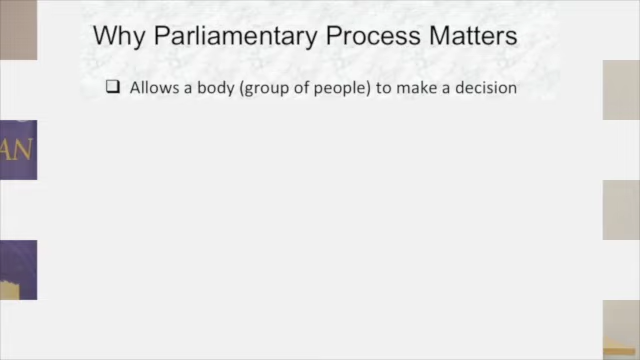 Why Parliamentary Process Matters
❑ Allows a body (group of people) to make a decision
AN